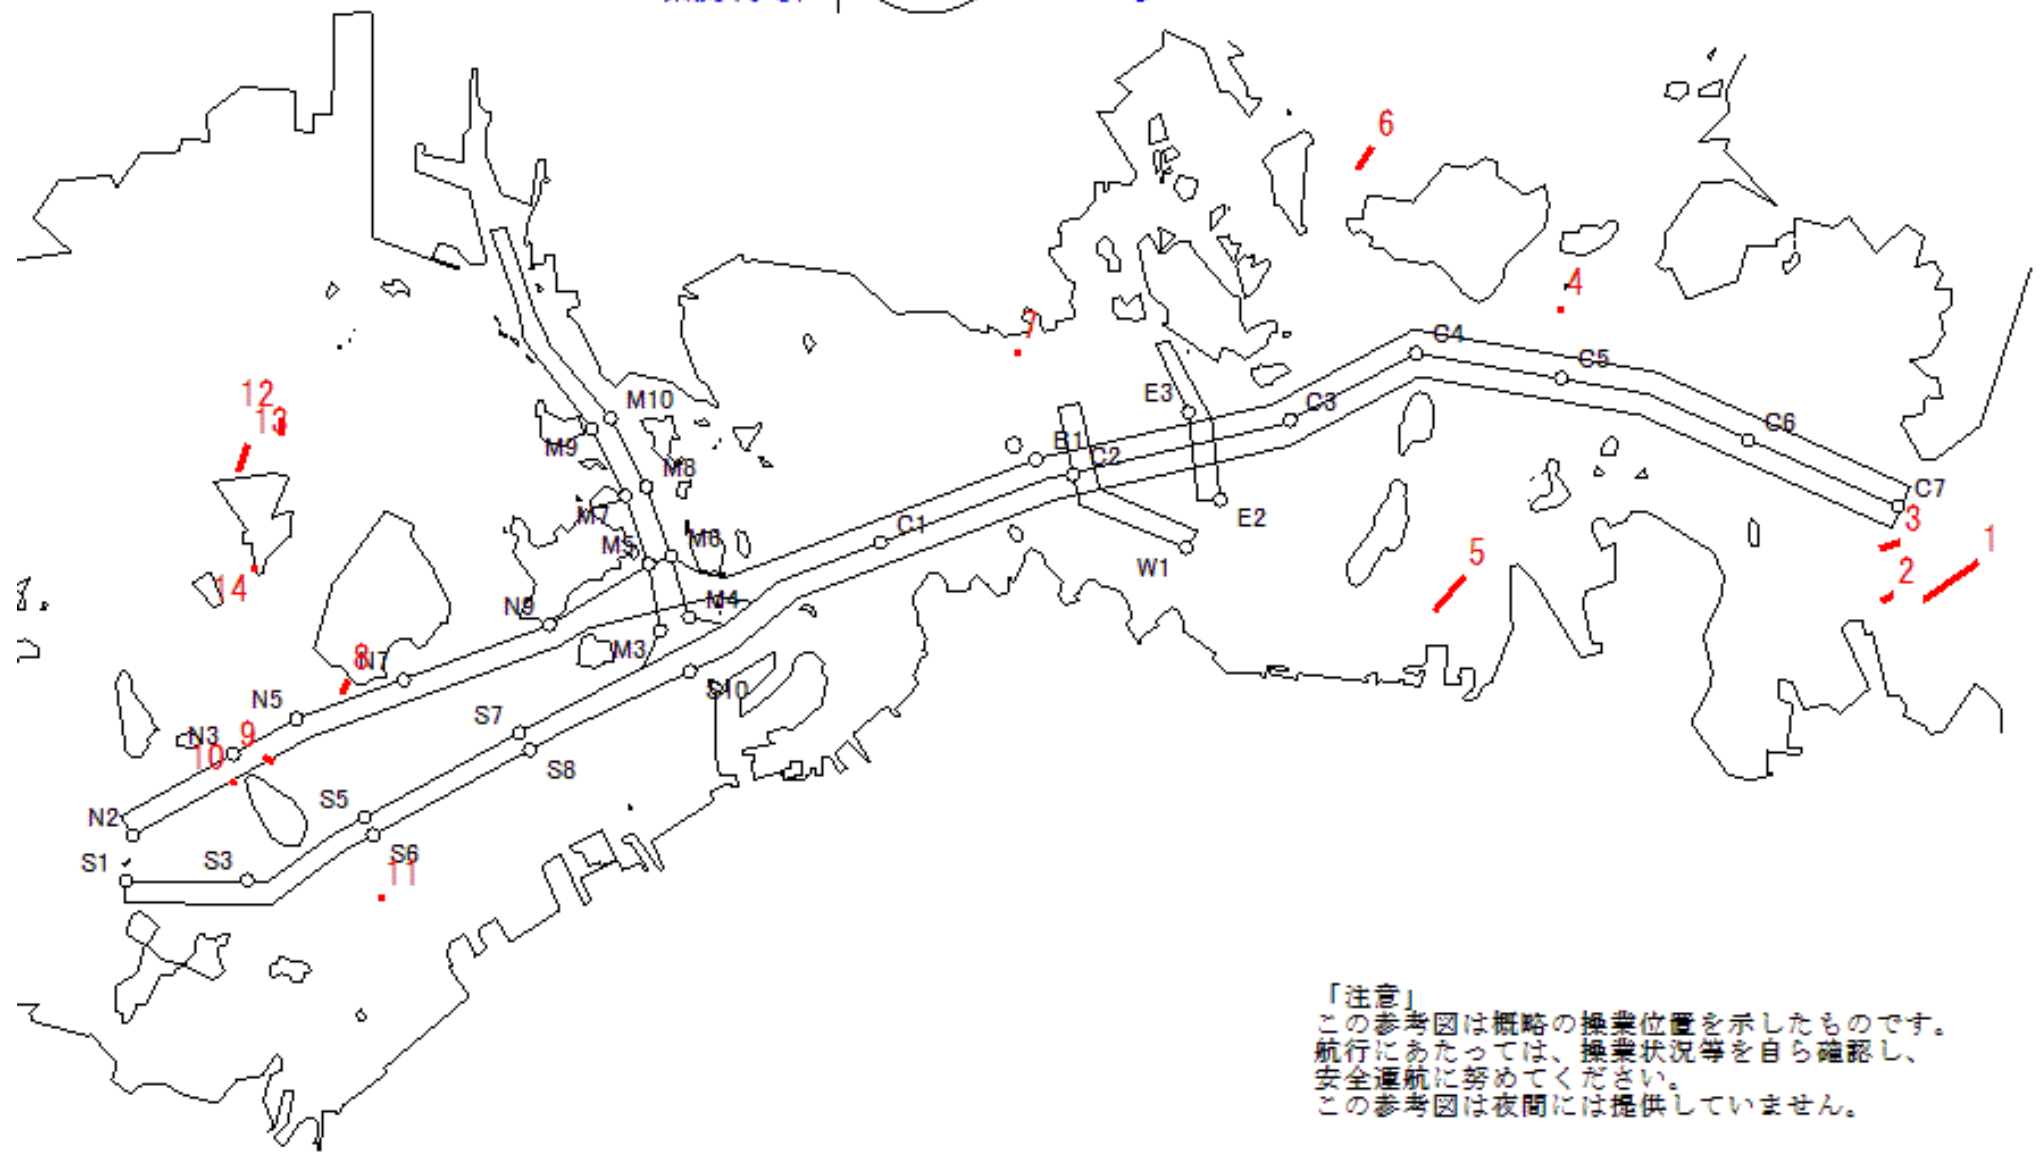 6
4
7
C4
C5
12
13
M10
E3
C3
C6
M9
B1
C2
M8
C7
M7
E2
3
M5
M6
C1
1
W1
5
2
14
N9
M4
M3
8
N7
N5
S10
N3
9
S7
10
S8
S5
N2
S1
S3
S6
11
「注意」
この参考図は概略の操業位置を示したものです。
航行にあたっては、操業状況等を自ら確認し、
安全運航に努めてください。
この参考図は夜間には提供していません。